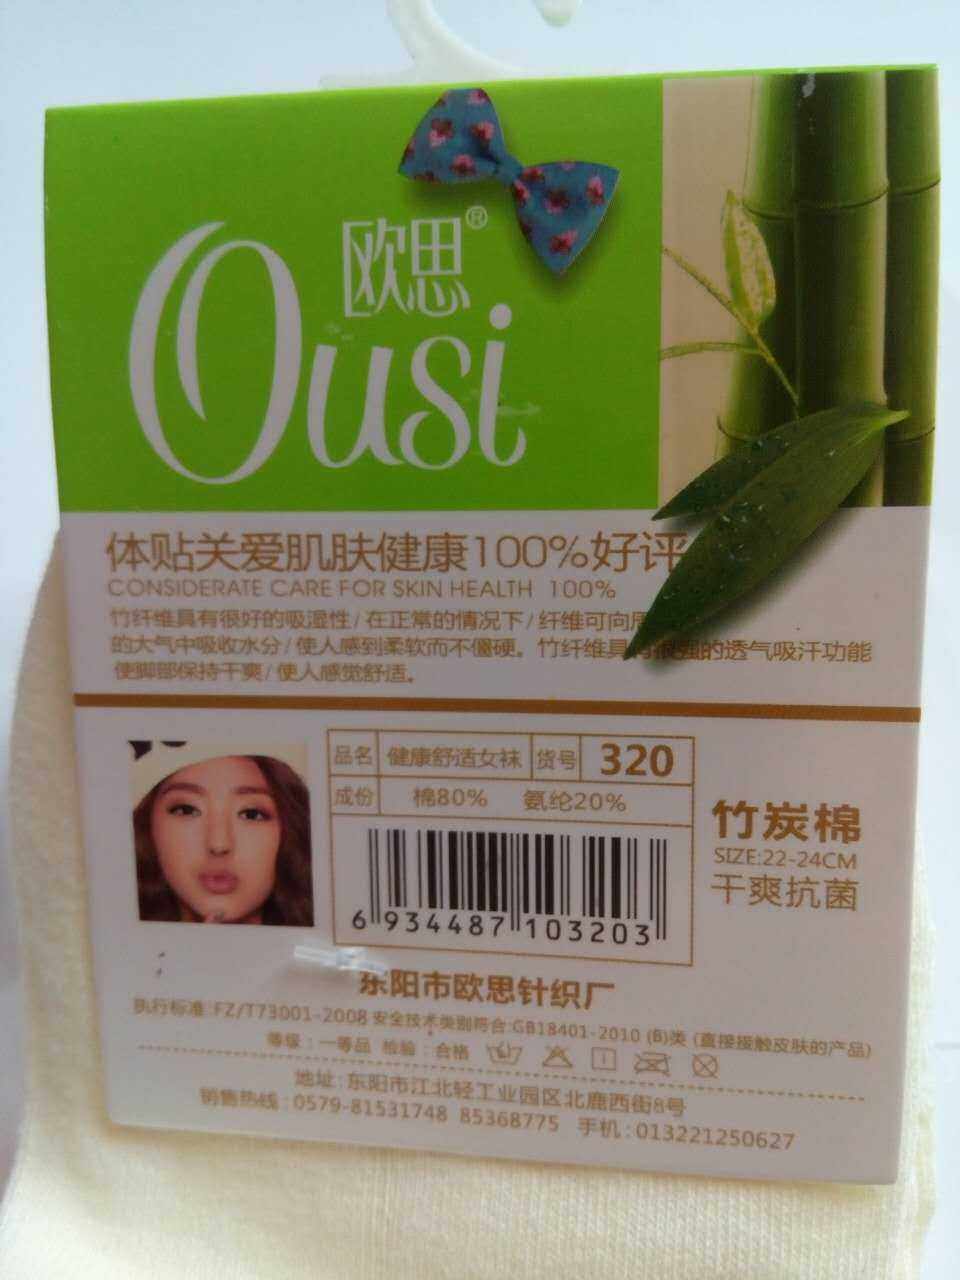 欧思®
Ousi
体贴关爱肌肤健康100%好评
CONSIDERATE CARE FOR SKIN HEALTH 100%
竹纤维具有很好的吸湿性/在正常的情况下/纤维可向
的大气中吸收水分/使人感到柔软而不僵硬。竹纤维具有很强的透气吸汗功能
使脚部保持干爽/使人感觉舒适。
品名 健康舒适女袜 货号 320
成份 棉80% 氨纶20%
6 934487 103203
竹炭棉
SIZE:22-24CM
干爽抗菌
东阳市欧思针织厂
执行标准:FZ/T73001-2008 安全技术类别符合:GB18401-2010 (B)类 (直接接触皮肤的产品)
等级:一等品 检验:合格
地址:东阳市江北轻工业园区北鹿西街8号
销售热线:0579-81531748 85368775 手机:013221250627